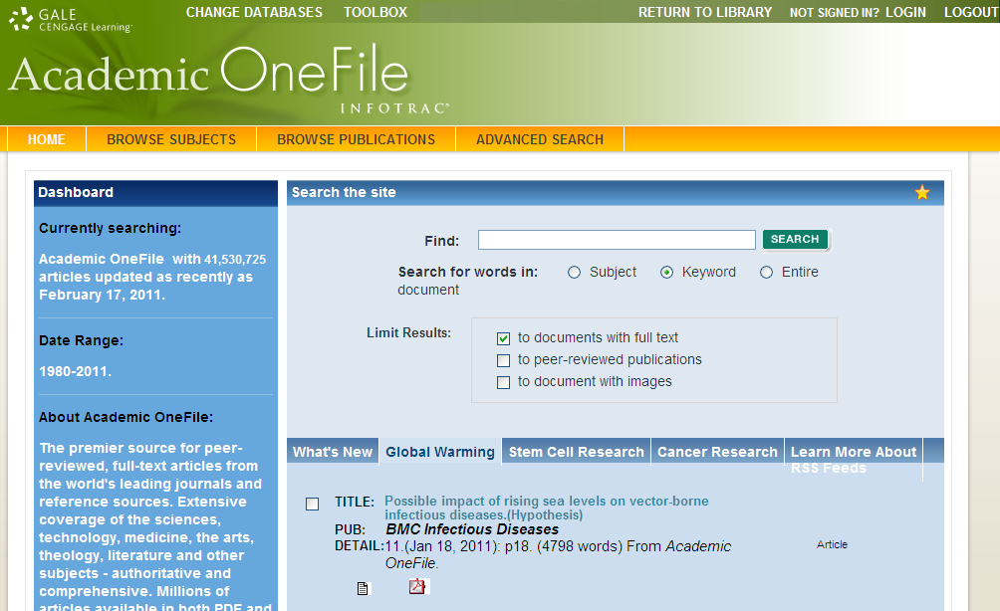 GALE
CENGAGE Learning
CHANGE DATABASES TOOLBOX RETURN TO LIBRARY NOT SIGNED IN? LOGIN LOGOUT
Academic OneFile
INFOTRAC®
HOME BROWSE SUBJECTS BROWSE PUBLICATIONS ADVANCED SEARCH
Dashboard
Currently searching:
Academic OneFile with 41,530,725
articles updated as recently as
February 17, 2011.
Date Range:
1980-2011.
About Academic OneFile:
The premier source for peer-
reviewed, full-text articles from
the world's leading journals and
reference sources. Extensive
coverage of the sciences,
technology, medicine, the arts,
theology, literature and other
subjects - authoritative and
comprehensive. Millions of
articles available in both PDF and
Search the site
Find: SEARCH
Search for words in: Subject Keyword Entire
document
Limit Results: to documents with full text
to peer-reviewed publications
to document with images
What's New Global Warming Stem Cell Research Cancer Research Learn More About
RSS Feeds
TITLE: Possible impact of rising sea levels on vector-borne
infectious diseases.(Hypothesis)
PUB: BMC Infectious Diseases
DETAIL:11.(Jan 18, 2011): p18. (4798 words) From Academic Article
OneFile.